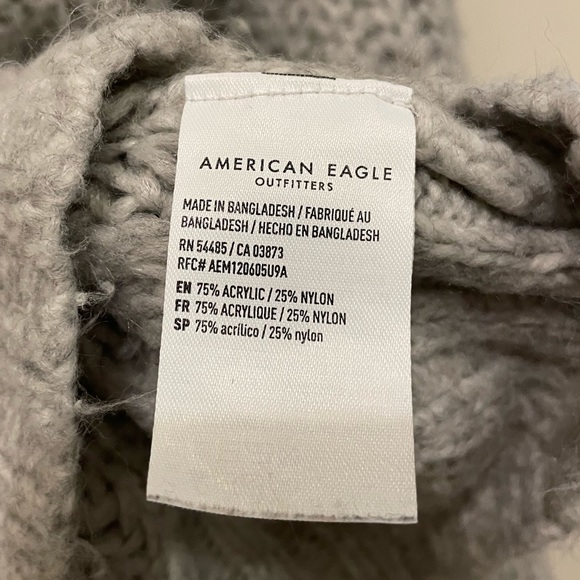 AMERICAN EAGLE
OUTFITTERS
MADE IN BANGLADESH / FABRIQUÉ AU
BANGLADESH / HECHO EN BANGLADESH
RN 54485 / CA 03873
RFC# AEM120605U9A
EN 75% ACRYLIC / 25% NYLON
FR 75% ACRYLIQUE / 25% NYLON
SP 75% acrílico / 25% nylon